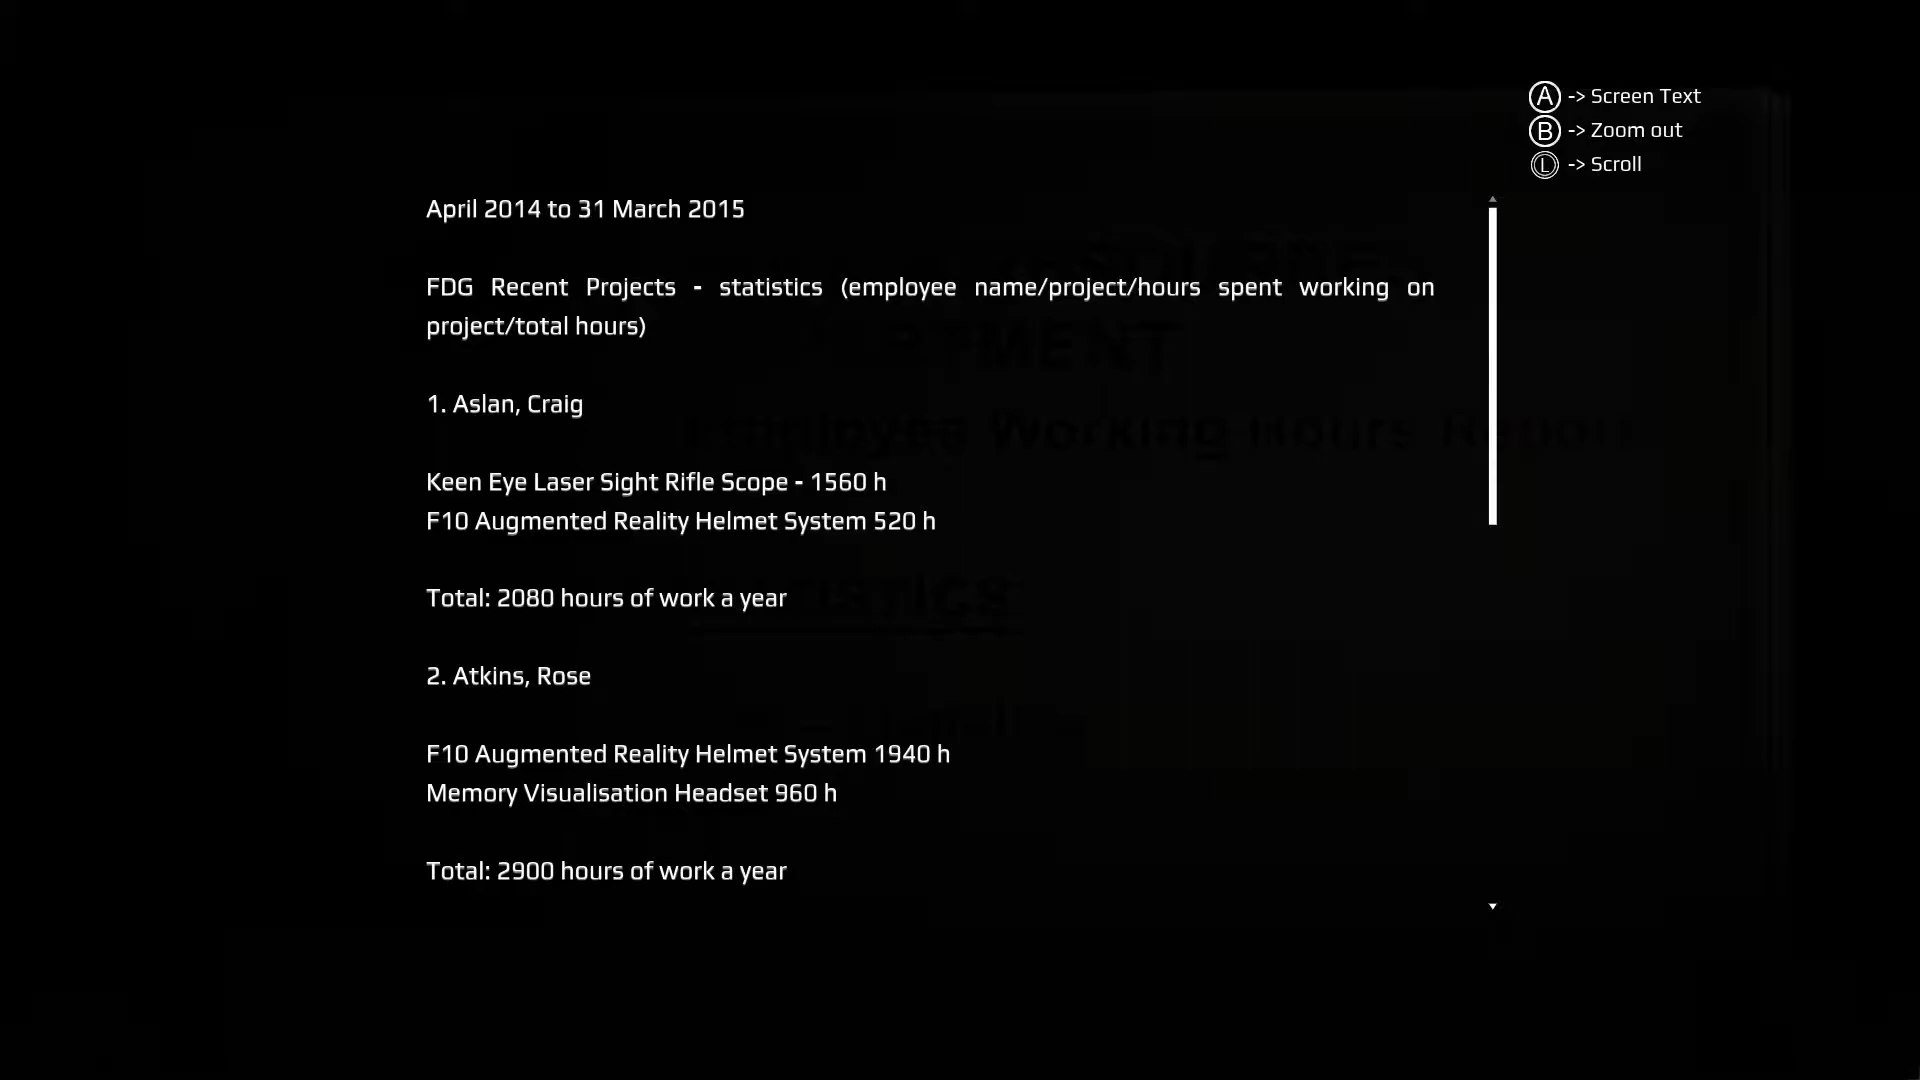 A -> Screen Text
B -> Zoom out
L -> Scroll
April 2014 to 31 March 2015
FDG Recent Projects - statistics (employee name/project/hours spent working on
project/total hours)
1. Aslan, Craig
Keen Eye Laser Sight Rifle Scope - 1560 h
F10 Augmented Reality Helmet System 520 h
Total: 2080 hours of work a year
2. Atkins, Rose
F10 Augmented Reality Helmet System 1940 h
Memory Visualisation Headset 960 h
Total: 2900 hours of work a year